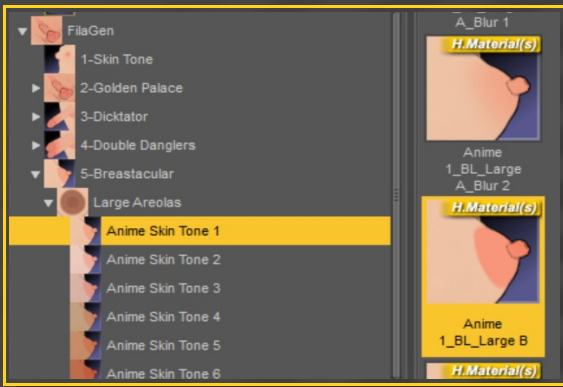 FilaGen
1-Skin Tone
2-Golden Palace
3-Dicktator
4-Double Danglers
5-Breastacular
Large Areolas
Anime Skin Tone 1
Anime Skin Tone 2
Anime Skin Tone 3
Anime Skin Tone 4
Anime Skin Tone 5
Anime Skin Tone 6
A_Blur 1
H.Material(s)
Anime
1_BL_Large
A_Blur 2
H.Material(s)
Anime
1_BL_Large B
H.Material(s)